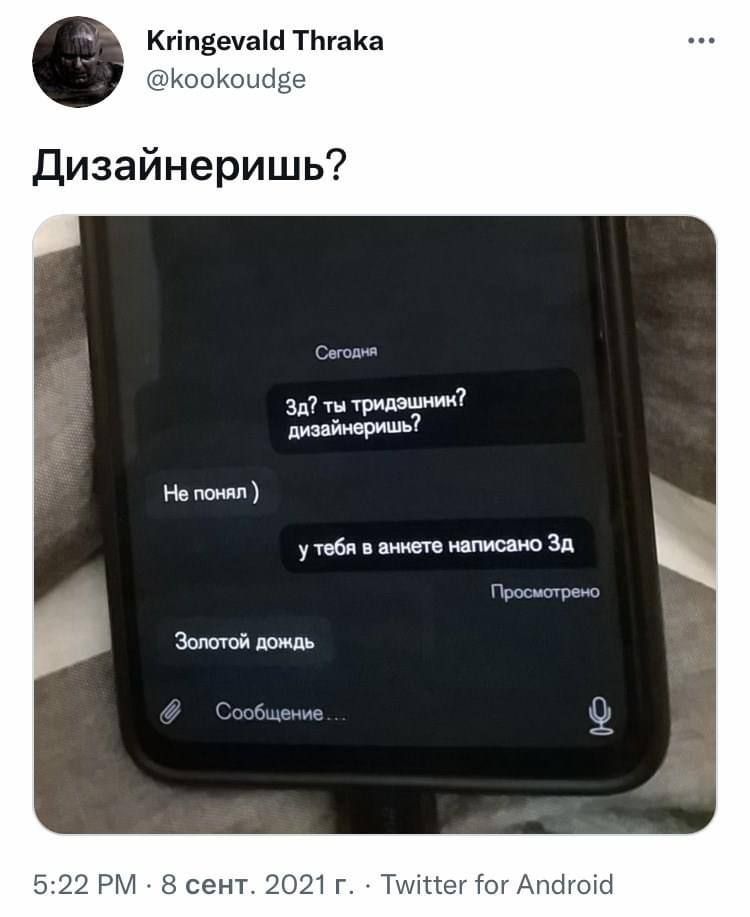 Kringevald Thraka
@kookoudge
Дизайнеришь?
Сегодня
3д? ты тридэшник?
дизайнеришь?
Не понял )
у тебя в анкете написано 3д
Просмотрено
Золотой дождь
Сообщение...
5:22 PM · 8 сент. 2021 г. · Twitter for Android